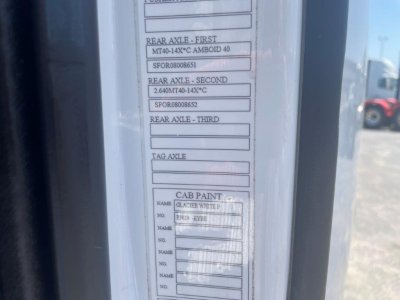 REAR AXLE - FIRST
MT40-14X*C AMBOID 40
SFOR08008651
REAR AXLE - SECOND
2.640MT40-14X*C
SFOR08008652
REAR AXLE - THIRD
TAG AXLE
CAB PAINT
NAME GLACIER WHITE P
NO.
NAME
NO.
NAME
NO.
NAME